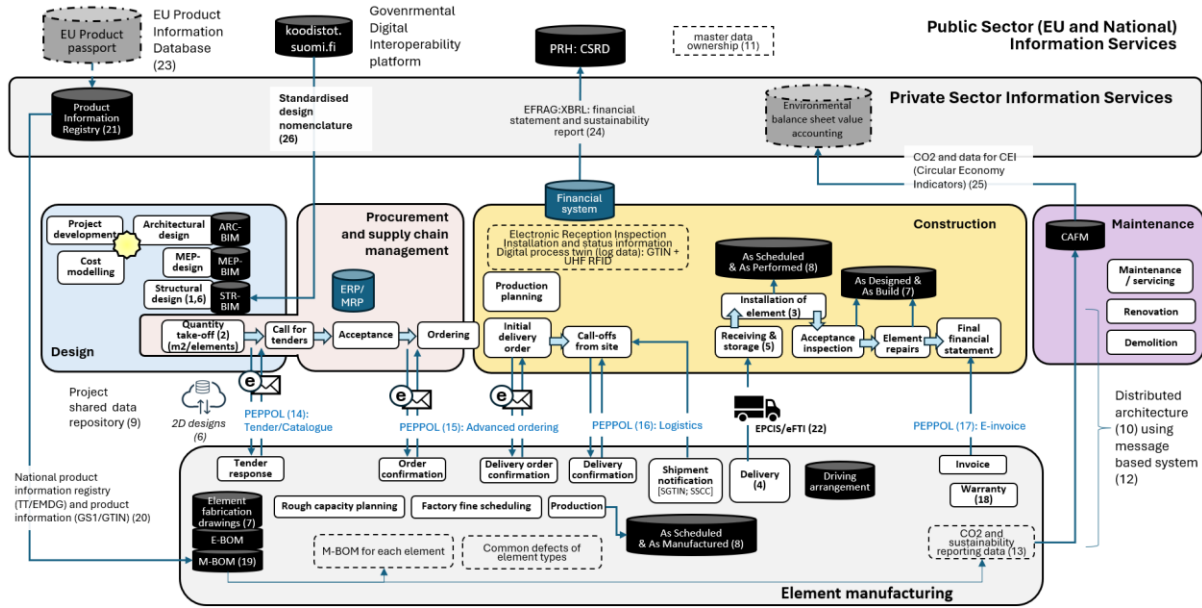 EU Product
passport
EU Product
Information
Database
(23)
koodistot.
suomi.fi
Govenrmental
Digital
Interoperability
platform
PRH: CSRD
master data
ownership (11)
Public Sector (EU and National)
Information Services
Product
Information
Registry (21)
Standardised
design
nomenclature
(26)
EFRAG:XBRL: financial
statement and sustainability
report (24)
Environmental
balance sheet value
accounting
Private Sector Information Services
CO2 and data for CEI
(Circular Economy
Indicators) (25)
Project
development
Architectural
design
ARC-
BIM
Cost
modelling
MEP-
design
MEP-
BIM
Structural
design (1,6)
STR-
BIM
Quantity
take-off (2)
(m2/elements)
Design
Procurement
and supply chain
management
ERP/
MRP
Call for
tenders
Acceptance
Ordering
Financial
system
Construction
Electronic Reception Inspection
Installation and status information
Digital process twin (log data): GTIN +
UHF RFID
Production
planning
As Scheduled
& As Performed (8)
As Designed &
As Build (7)
Installation of
element (3)
Initial
delivery
order
Call-offs
from site
Receiving &
storage (5)
Acceptance
inspection
Element
repairs
Final
financial
statement
CAFM
Maintenance
Maintenance
/ servicing
Renovation
Demolition
Project
shared data
repository (9)
2D designs
(6)
e
PEPPOL (14):
Tender/Catalogue
e
PEPPOL (15): Advanced ordering
e
PEPPOL (16): Logistics
EPCIS/eFTI (22)
PEPPOL (17): E-invoice
Distributed
architecture
(10) using
message
based system
(12)
National product
information registry
(TT/EMDG) and product
information (GS1/GTIN) (20)
Tender
response
Order
confirmation
Delivery order
confirmation
Delivery
confirmation
Shipment
notification
[SGTIN; SSCC]
Delivery
(4)
Driving
arrangement
Invoice
Warranty
(18)
Element
fabrication
drawings (7)
E-BOM
M-BOM (19)
Rough capacity planning
Factory fine scheduling
Production
As Scheduled
& As Manufactured (8)
M-BOM for each element
Common defects of
element types
CO2 and
sustainability
reporting data (13)
Element manufacturing